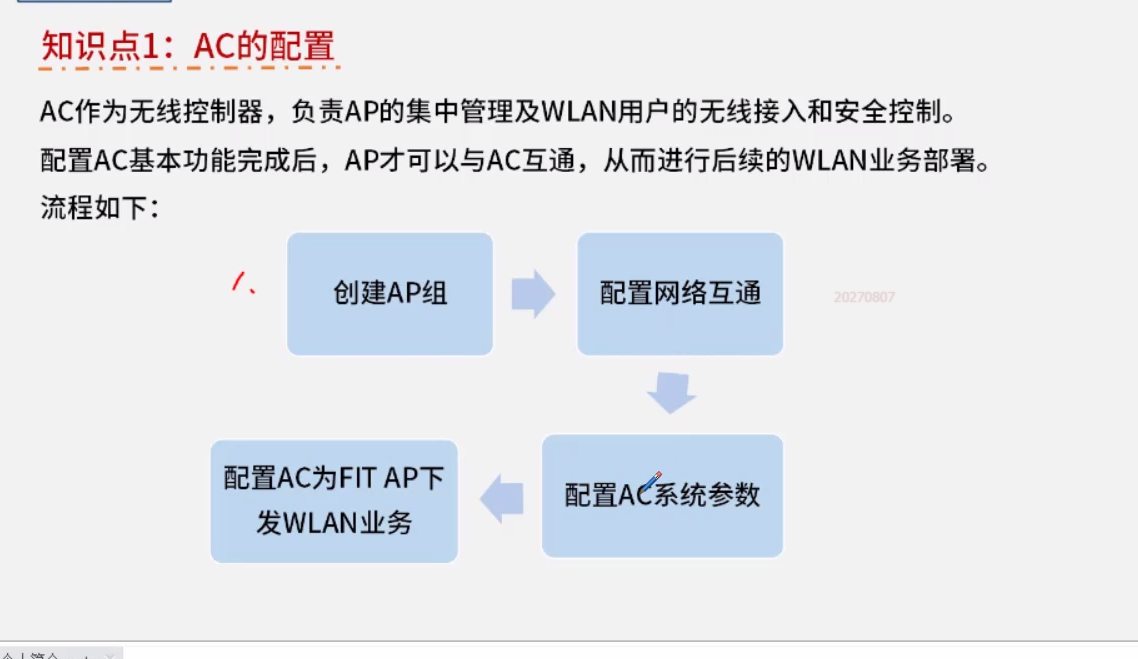 知识点1：AC的配置
AC作为无线控制器，负责AP的集中管理及WLAN用户的无线接入和安全控制。
配置AC基本功能完成后，AP才可以与AC互通，从而进行后续的WLAN业务部署。
流程如下：
1、
创建AP组
配置网络互通
20270807
配置AC为FIT AP下
发WLAN业务
配置AC系统参数